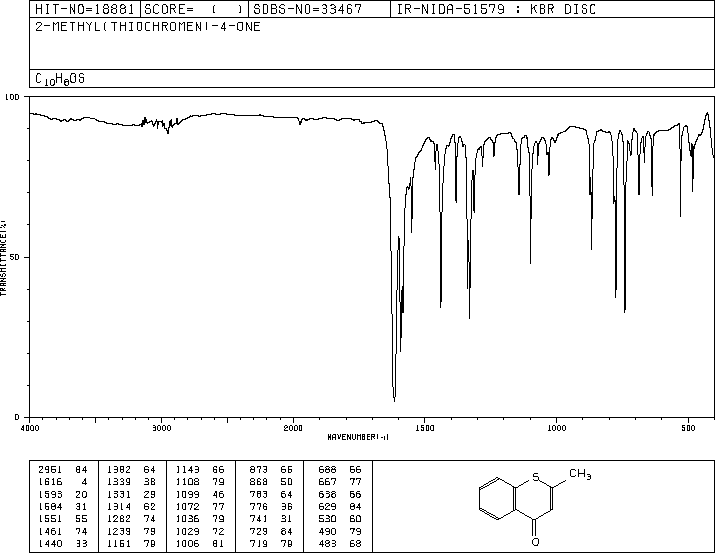 HIT-NO=18881 SCORE= ( ) SDBS-NO=33467 IR-NIDA-51579 : KBR DISC
2-METHYL(THIOCHROMEN)-4-ONE
C10H8OS
100
50
0
TRANSMITTANCE(%)
4000 3000 2000 1500 1000 500
WAVENUMBER(-1)
2961 84 1382 64 1143 66 873 66 688 66
1616 4 1339 38 1108 79 868 50 667 77
1593 20 1331 29 1099 46 783 64 638 66
1584 31 1314 62 1072 77 776 36 629 84
1551 55 1282 74 1036 79 741 31 530 60
1461 74 1239 79 1029 72 729 84 490 79
1440 33 1161 79 1006 81 719 79 483 68
S
CH3
O